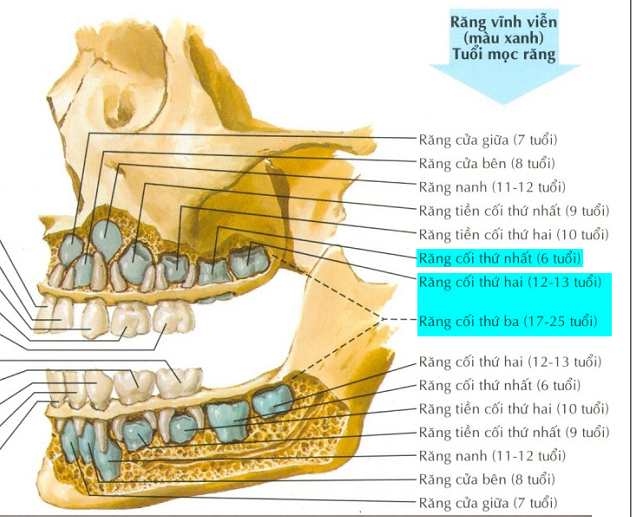 Răng vĩnh viễn
(màu xanh)
Tuổi mọc răng
Răng cửa giữa (7 tuổi)
Răng cửa bên (8 tuổi)
Răng nanh (11-12 tuổi)
Răng tiền cối thứ nhất (9 tuổi)
Răng tiền cối thứ hai (10 tuổi)
Răng cối thứ nhất (6 tuổi)
Răng cối thứ hai (12-13 tuổi)
Răng cối thứ ba (17-25 tuổi)
Răng cối thứ hai (12-13 tuổi)
Răng cối thứ nhất (6 tuổi)
Răng tiền cối thứ hai (10 tuổi)
Răng tiền cối thứ nhất (9 tuổi)
Răng nanh (11-12 tuổi)
Răng cửa bên (8 tuổi)
Răng cửa giữa (7 tuổi)